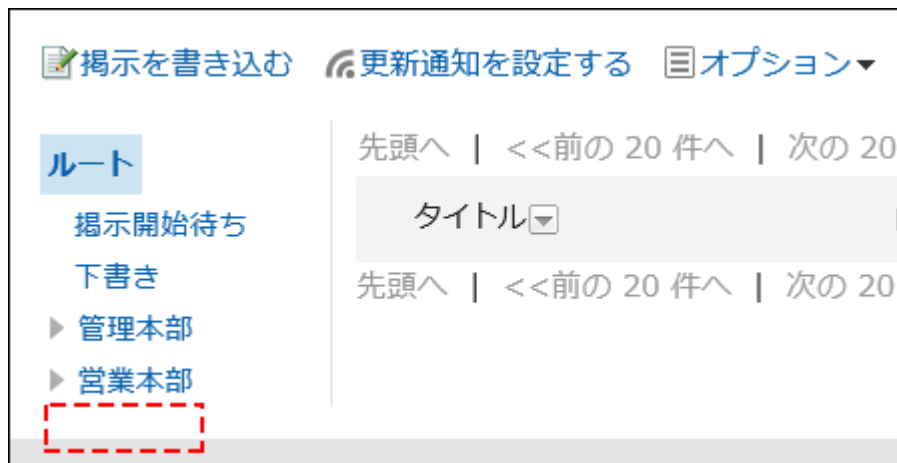 掲示を書き込む 更新通知を設定する オプション▼
ルート
掲示開始待ち
下書き
管理本部
営業本部
先頭へ | <<前の 20 件へ | 次の 20
タイトル
先頭へ | <<前の 20 件へ | 次の 20